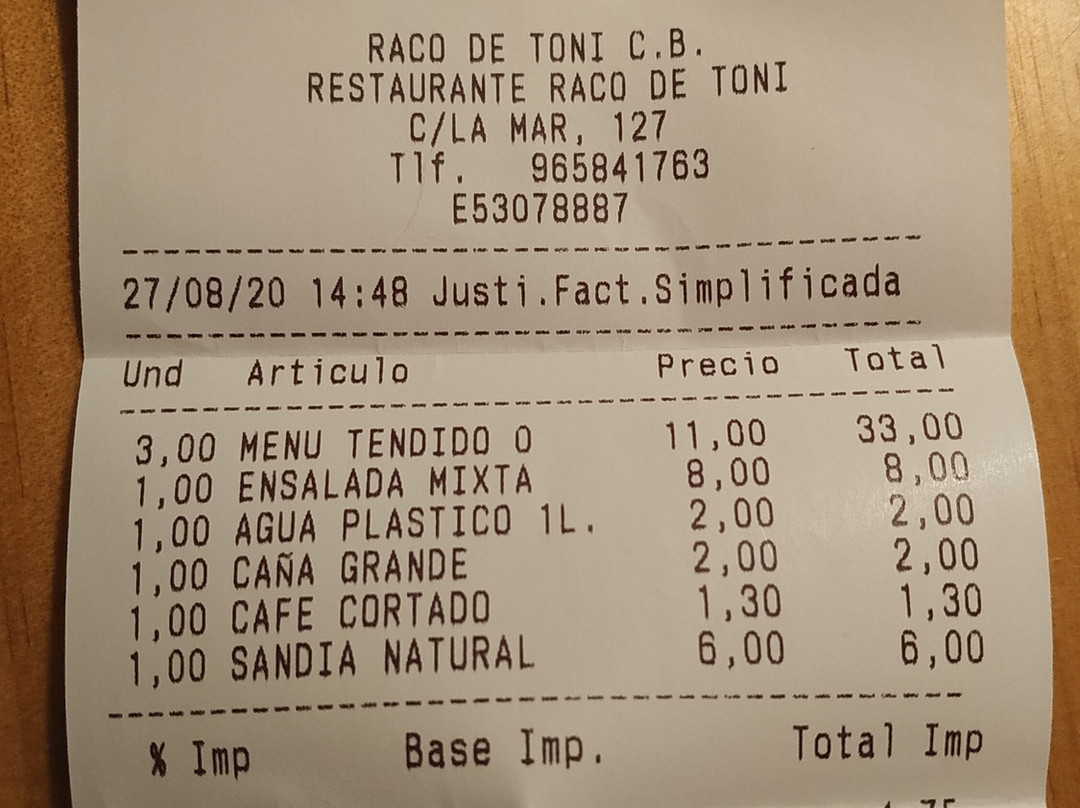 RACO DE TONI C.B.
RESTAURANTE RACO DE TONI
C/LA MAR, 127
Tlf. 965841763
E53078887
27/08/20 14:48 Justi.Fact.Simplificada
Und Articulo Precio Total
3,00 MENU TENDIDO 0 11,00 33,00
1,00 ENSALADA MIXTA 8,00 8,00
1,00 AGUA PLASTICO 1L. 2,00 2,00
1,00 CAÑA GRANDE 2,00 2,00
1,00 CAFE CORTADO 1,30 1,30
1,00 SANDIA NATURAL 6,00 6,00
% Imp Base Imp. Total Imp